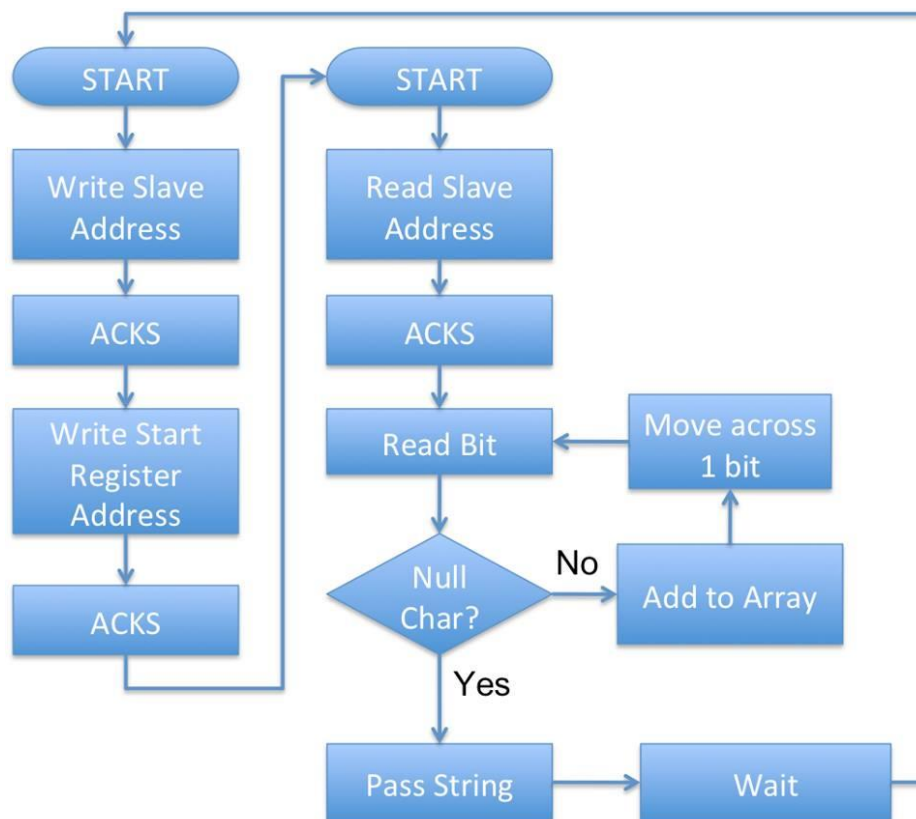 START
Write Slave
Address
ACKS
Write Start
Register
Address
ACKS
START
Read Slave
Address
ACKS
Read Bit
Move across
1 bit
Null
Char?
No
Add to Array
Yes
Pass String
Wait